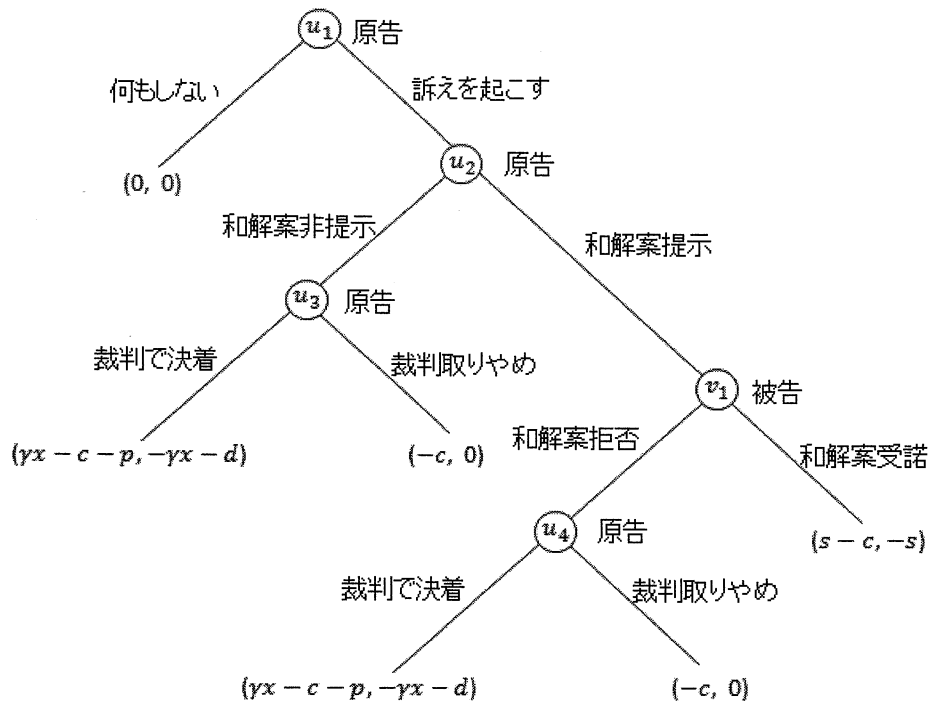 u₁ 原告
何もしない 訴えを起こす
(0, 0)
u₂ 原告
和解案非提示 和解案提示
u₃ 原告
裁判で決着 裁判取りやめ
v₁ 被告
(γx − c − p, −γx − d) (−c, 0)
和解案拒否 和解案受諾
u₄ 原告
(s − c, −s)
裁判で決着 裁判取りやめ
(γx − c − p, −γx − d) (−c, 0)